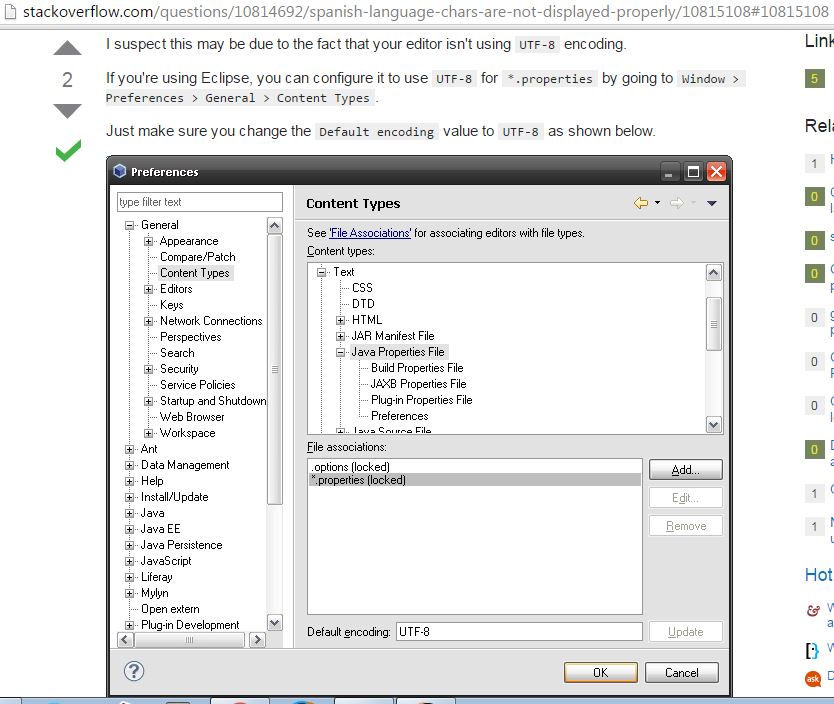 stackoverflow.com/questions/10814692/spanish-language-chars-are-not-displayed-properly/10815108#10815108
I suspect this may be due to the fact that your editor isn't using UTF-8 encoding.
Link
2
If you're using Eclipse, you can configure it to use UTF-8 for *.properties by going to Window >
5
Preferences > General > Content Types .
Just make sure you change the Default encoding value to UTF-8 as shown below.
Rela
Preferences
1
type filter text
Content Types
0
General
See 'File Associations' for associating editors with file types.
Appearance
Content types:
0
Compare/Patch
Text
Content Types
CSS
0
Editors
DTD
Keys
HTML
0
Network Connections
JAR Manifest File
Perspectives
Java Properties File
Search
Build Properties File
0
Security
JAXB Properties File
Service Policies
Plug-in Properties File
Startup and Shutdown
Preferences
0
Web Browser
Java Source File
Workspace
Ant
File associations:
0
Data Management
.options (locked)
Add...
Help
*.properties (locked)
Install/Update
Edit...
1
Java
Java EE
Remove
1
Java Persistence
JavaScript
Liferay
Hot
Mylyn
Open extern
Plug-in Development
Default encoding: UTF-8
Update
?
OK
Cancel
ask